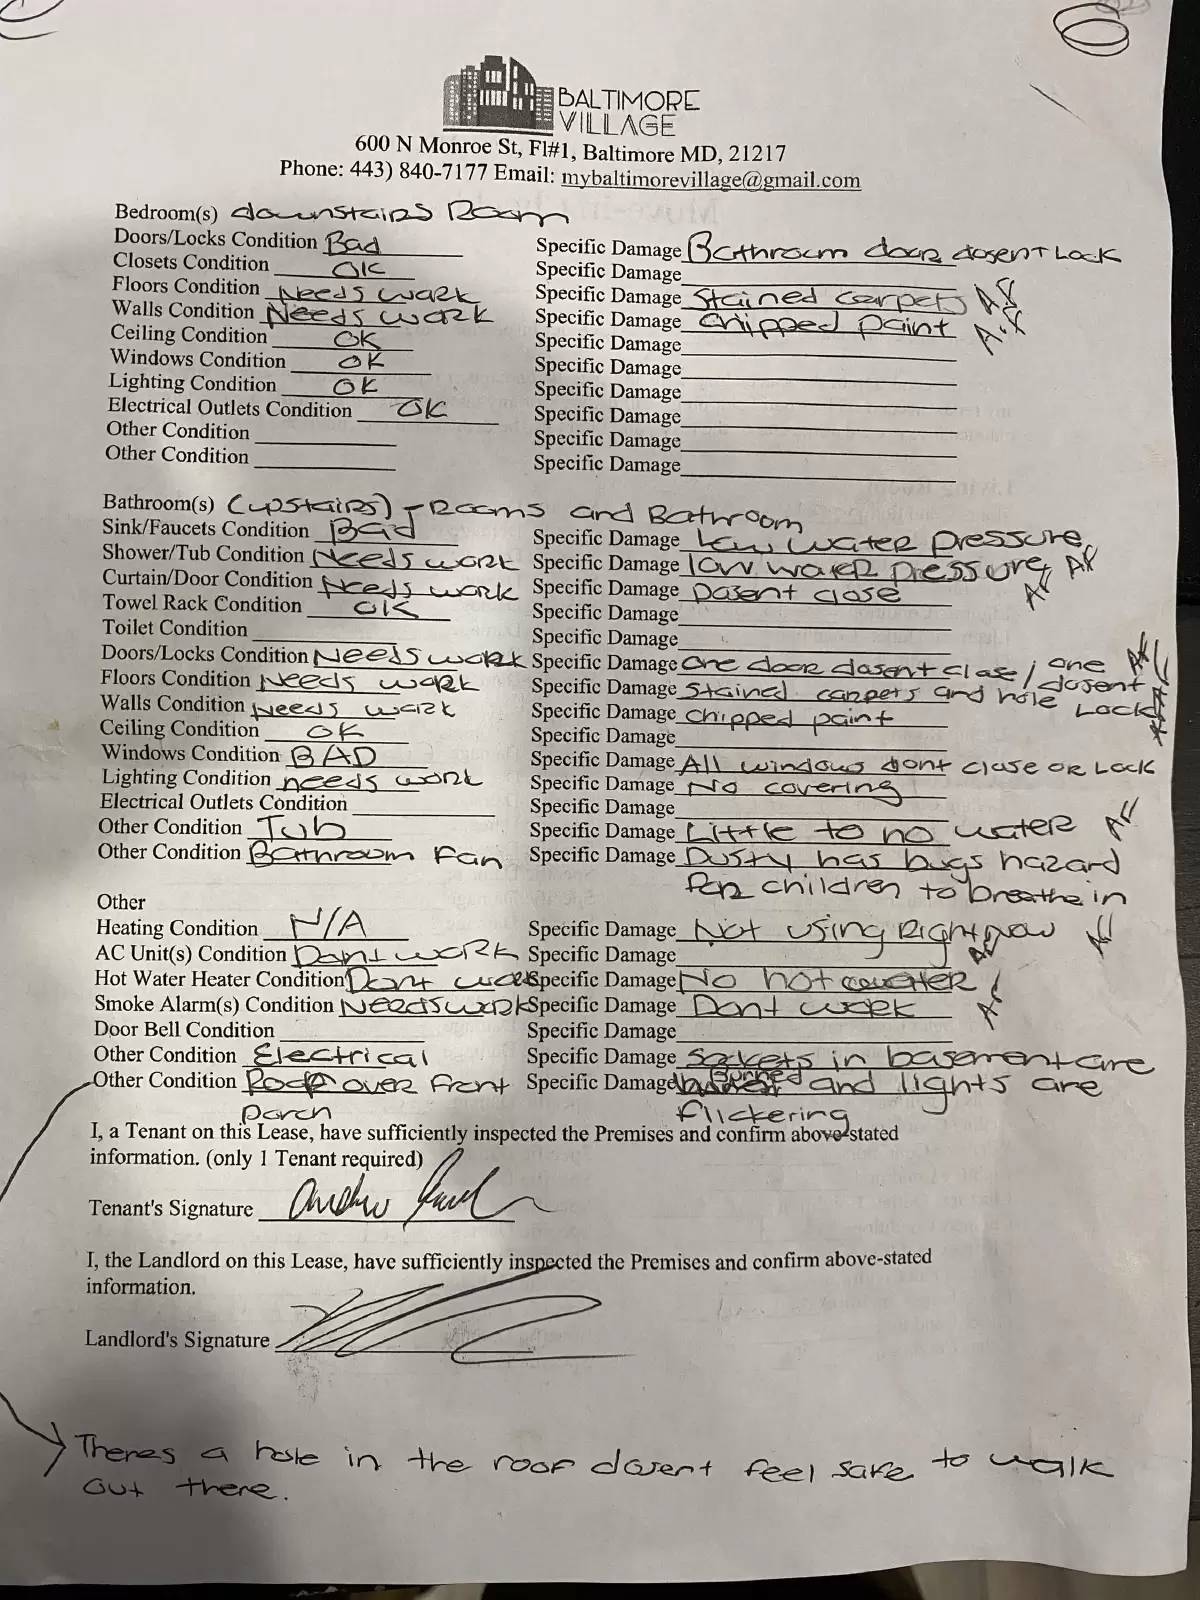 BALTIMORE
VILLAGE
600 N Monroe St, Fl#1, Baltimore MD, 21217
Phone: 443) 840-7177 Email: mybaltimorevillage@gmail.com
Bedroom(s) downstairs Room
Doors/Locks Condition Bad Specific Damage Bathroom door dosent Lock
Closets Condition OK Specific Damage
Floors Condition Needs work Specific Damage Stained carpets AF
Walls Condition Needs work Specific Damage chipped paint A.F
Ceiling Condition OK Specific Damage
Windows Condition OK Specific Damage
Lighting Condition OK Specific Damage
Electrical Outlets Condition OK Specific Damage
Other Condition Specific Damage
Other Condition Specific Damage
Bathroom(s) (upstairs) - Rooms and Bathroom
Sink/Faucets Condition Bad Specific Damage Low water pressure
Shower/Tub Condition Needs work Specific Damage low water pressure AF
Curtain/Door Condition Needs work Specific Damage Dosent close AF
Towel Rack Condition OK Specific Damage
Toilet Condition Specific Damage
Doors/Locks Condition Needs work Specific Damage one door dosent close / one dosent Lock AF
Floors Condition Needs work Specific Damage Stained carpets and hole
Walls Condition Needs work Specific Damage chipped paint
Ceiling Condition OK Specific Damage
Windows Condition BAD Specific Damage All windows dont close or Lock
Lighting Condition needs work Specific Damage No covering
Electrical Outlets Condition Specific Damage
Other Condition Tub Specific Damage Little to no water AF
Other Condition Bathroom Fan Specific Damage Dusty has bugs hazard
for children to breathe in
Other
Heating Condition N/A Specific Damage Not using Right now AF
AC Unit(s) Condition Dont work Specific Damage AF
Hot Water Heater Condition Dont work Specific Damage No hot water
Smoke Alarm(s) Condition Needs work Specific Damage Dont work AF
Door Bell Condition Specific Damage
Other Condition Electrical Specific Damage Sockets in basement are
Other Condition Roof over front Specific Damage Burned and lights are
porch flickering
I, a Tenant on this Lease, have sufficiently inspected the Premises and confirm above-stated
information. (only 1 Tenant required)
Tenant's Signature
I, the Landlord on this Lease, have sufficiently inspected the Premises and confirm above-stated
information.
Landlord's Signature
Theres a hole in the roof dosent feel safe to walk
out there.